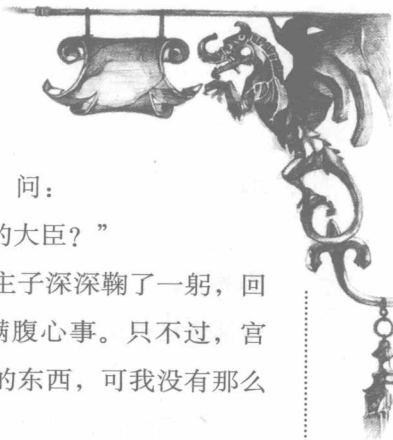 问：
的大臣？”
主子深深鞠了一躬，回
满腹心事。只不过，宫
的东西，可我没有那么